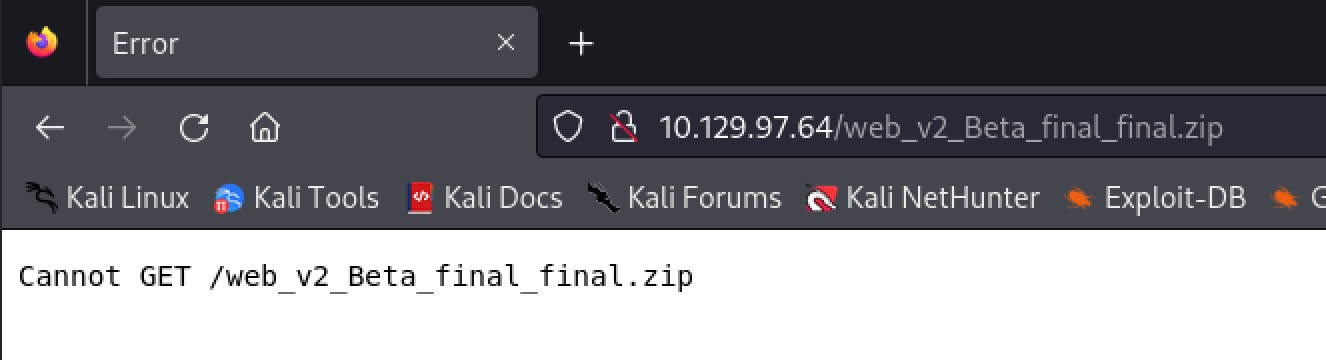 Error
10.129.97.64/web_v2_Beta_final_final.zip
Kali Linux Kali Tools Kali Docs Kali Forums Kali NetHunter Exploit-DB G
Cannot GET /web_v2_Beta_final_final.zip